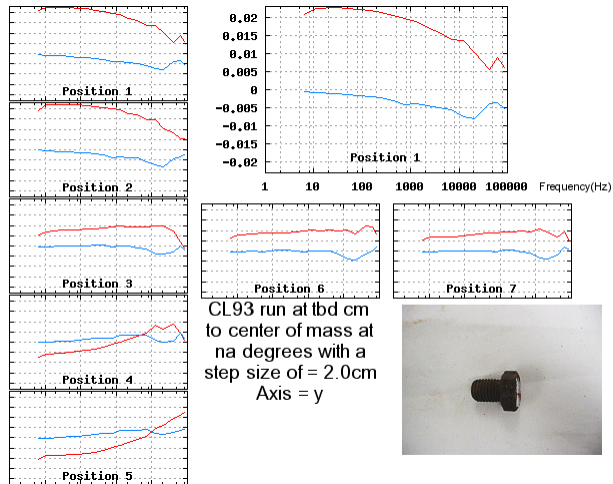 Position 1
Position 2
Position 3
Position 4
Position 5
0.02
0.015
0.01
0.005
0
-0.005
-0.01
-0.015
-0.02
Position 1
1 10 100 1000 10000 100000 Frequency(Hz)
Position 6
Position 7
CL93 run at tbd cm
to center of mass at
na degrees with a
step size of = 2.0cm
Axis = y